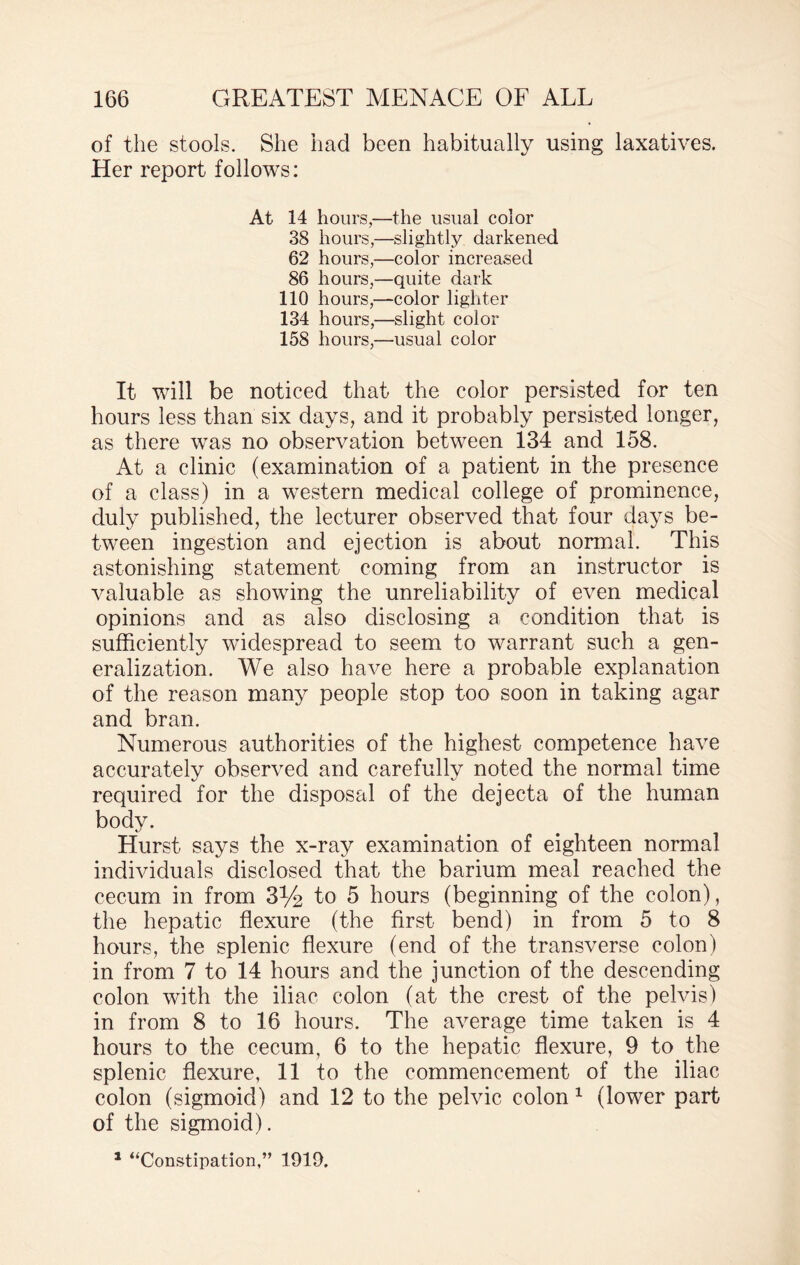 166 GREATEST MENACE OF ALL
of the stools. She had been habitually using laxatives.
Her report follows:
At 14 hours,—the usual color
38 hours,—slightly darkened
62 hours,—color increased
86 hours,—quite dark
110 hours,—color lighter
134 hours,—slight color
158 hours,—usual color
It will be noticed that the color persisted for ten
hours less than six days, and it probably persisted longer,
as there was no observation between 134 and 158.
At a clinic (examination of a patient in the presence
of a class) in a western medical college of prominence,
duly published, the lecturer observed that four days be-
tween ingestion and ejection is about normal. This
astonishing statement coming from an instructor is
valuable as showing the unreliability of even medical
opinions and as also disclosing a condition that is
sufficiently widespread to seem to warrant such a gen-
eralization. We also have here a probable explanation
of the reason many people stop too soon in taking agar
and bran.
Numerous authorities of the highest competence have
accurately observed and carefully noted the normal time
required for the disposal of the dejecta of the human
body.
Hurst says the x-ray examination of eighteen normal
individuals disclosed that the barium meal reached the
cecum in from 3½ to 5 hours (beginning of the colon),
the hepatic flexure (the first bend) in from 5 to 8
hours, the splenic flexure (end of the transverse colon)
in from 7 to 14 hours and the junction of the descending
colon with the iliac colon (at the crest of the pelvis)
in from 8 to 16 hours. The average time taken is 4
hours to the cecum, 6 to the hepatic flexure, 9 to the
splenic flexure, 11 to the commencement of the iliac
colon (sigmoid) and 12 to the pelvic colon ¹ (lower part
of the sigmoid).
¹ “Constipation,” 1919.